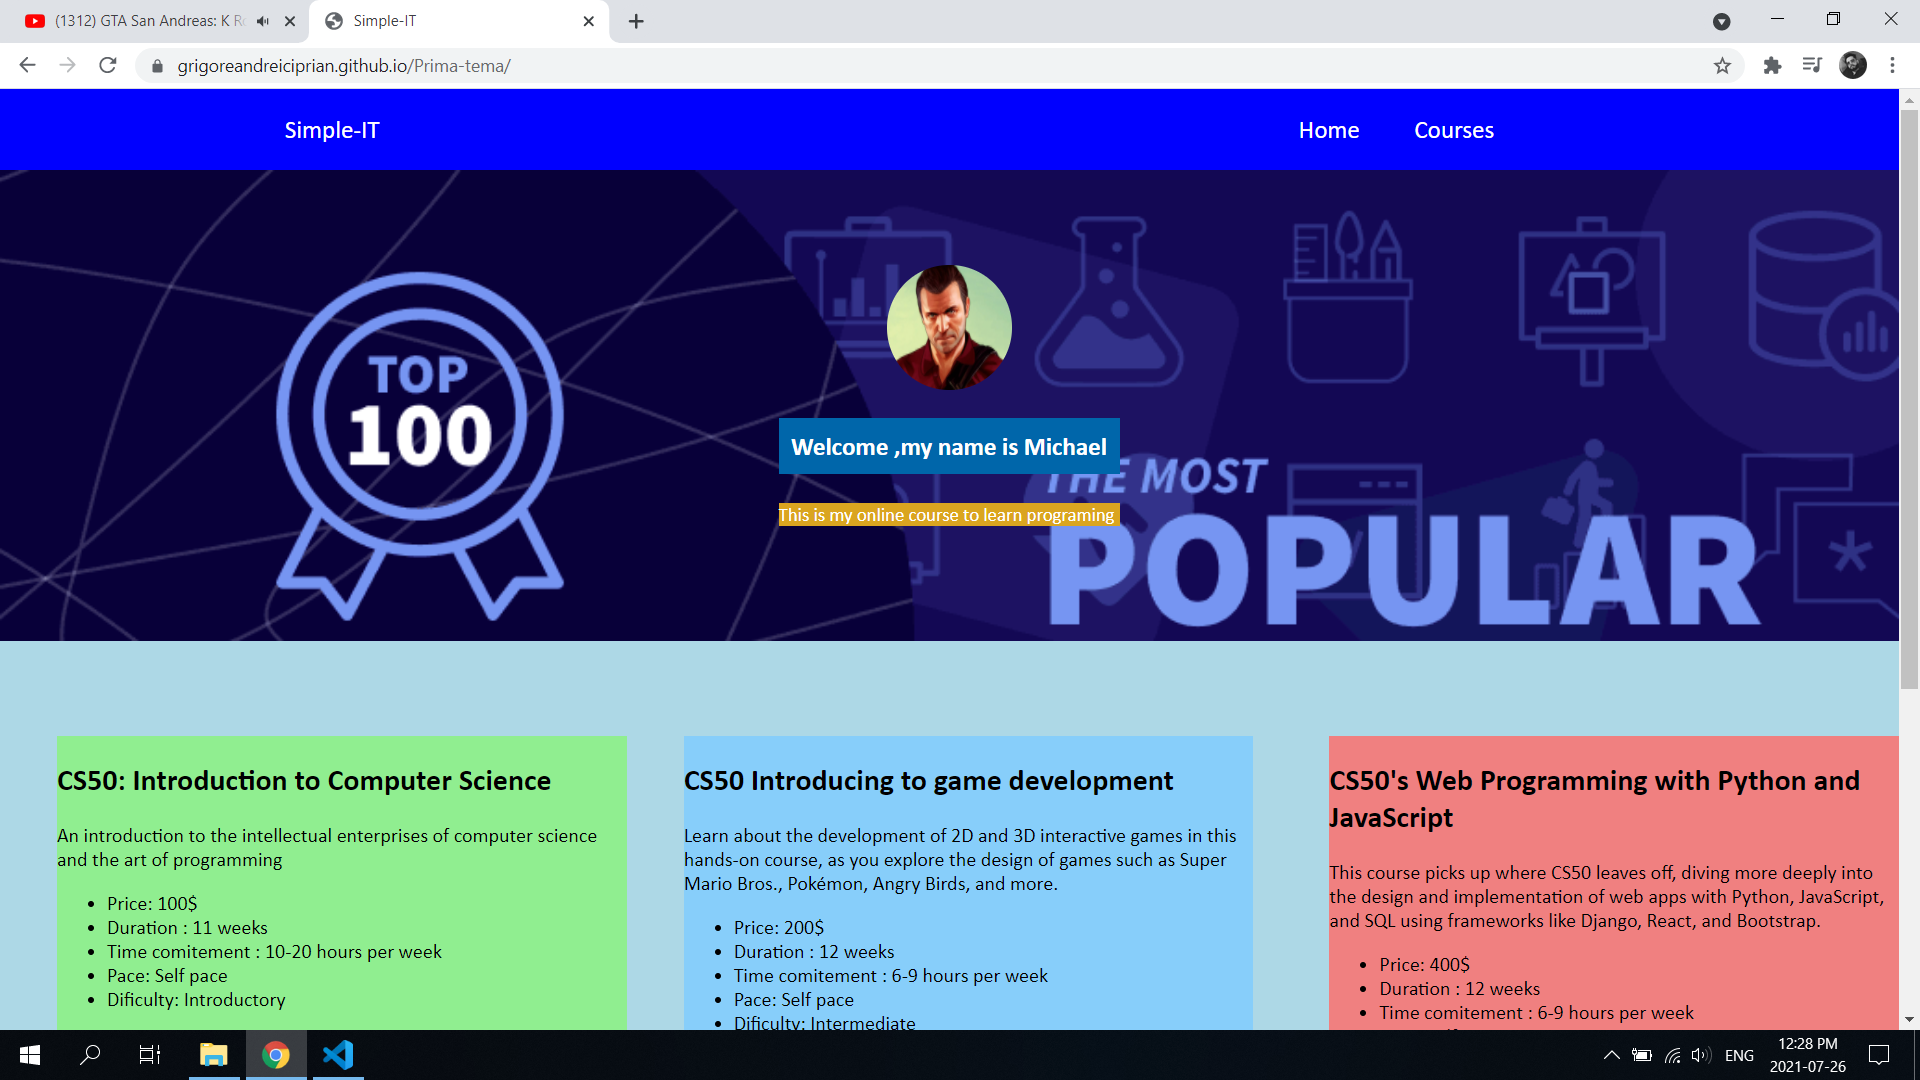 (1312) GTA San Andreas: K R
Simple-IT
grigoreandreiciprian.github.io/Prima-tema/
Simple-IT
Home
Courses
TOP
100
Welcome ,my name is Michael
THE MOST
This is my online course to learn programing
POPULAR
CS50: Introduction to Computer Science
An introduction to the intellectual enterprises of computer science
and the art of programming
Price: 100$
Duration : 11 weeks
Time comitement : 10-20 hours per week
Pace: Self pace
Dificulty: Introductory
CS50 Introducing to game development
Learn about the development of 2D and 3D interactive games in this
hands-on course, as you explore the design of games such as Super
Mario Bros., Pokémon, Angry Birds, and more.
Price: 200$
Duration : 12 weeks
Time comitement : 6-9 hours per week
Pace: Self pace
Dificulty: Intermediate
CS50's Web Programming with Python and
JavaScript
This course picks up where CS50 leaves off, diving more deeply into
the design and implementation of web apps with Python, JavaScript,
and SQL using frameworks like Django, React, and Bootstrap.
Price: 400$
Duration : 12 weeks
Time comitement : 6-9 hours per week
ENG
12:28 PM
2021-07-26